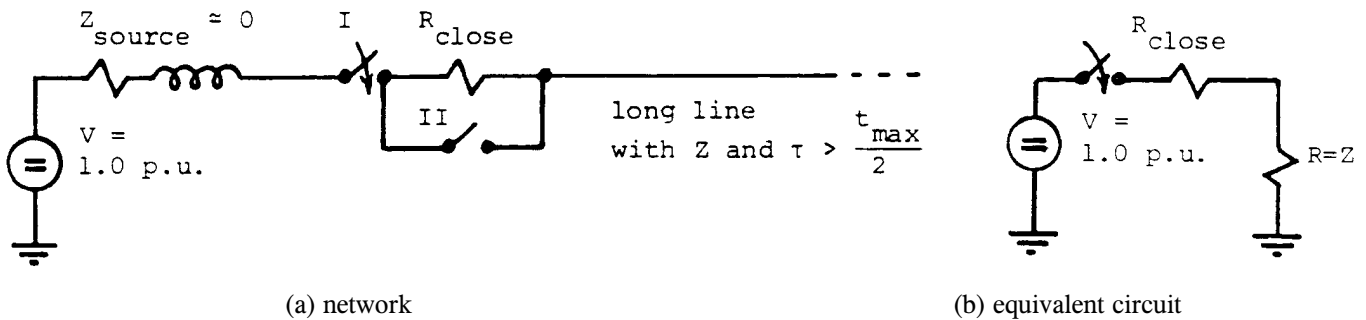 Z source ≃ 0
I
R close
V =
1.0 p.u.
II
long line
with Z and τ > t max / 2
R close
V =
1.0 p.u.
R=Z
(a) network
(b) equivalent circuit